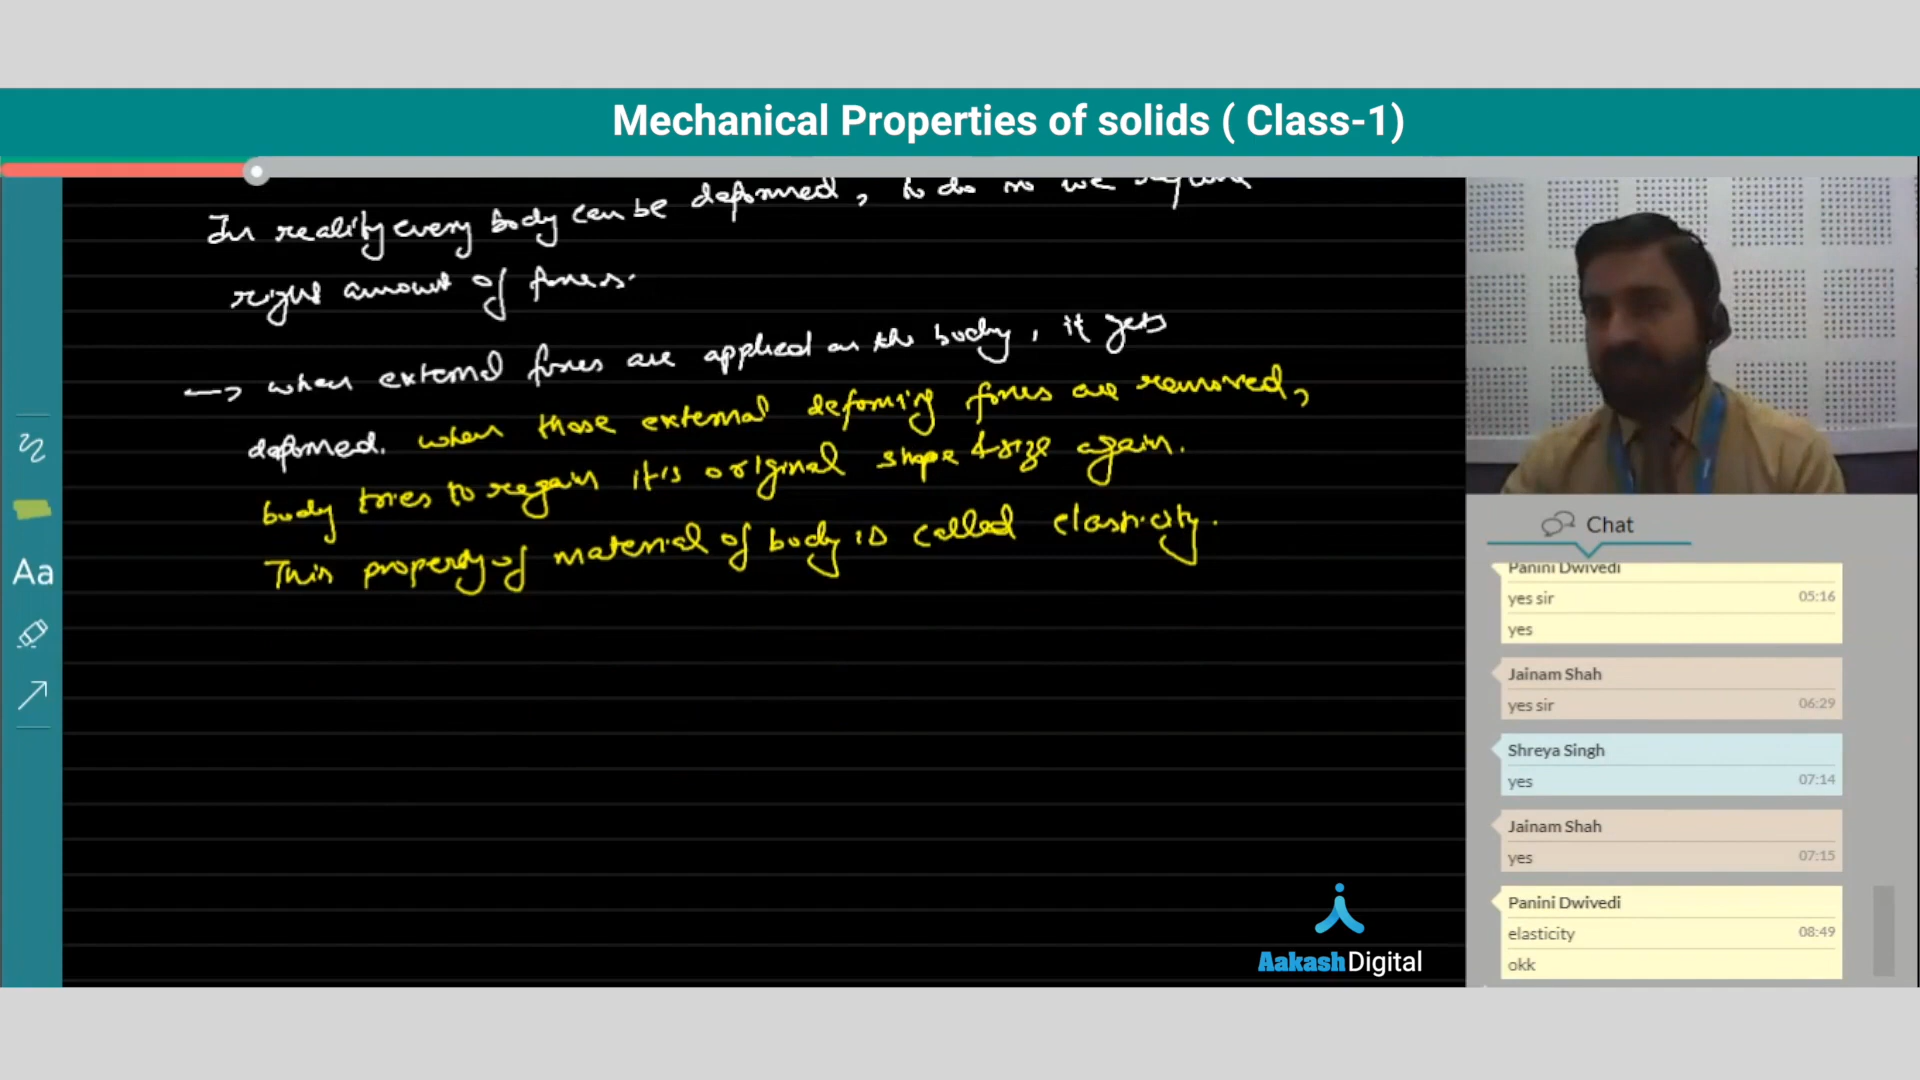 Mechanical Properties of solids ( Class-1)
In reality every body can be deformed, to do so we require
right amount of forces.
→ when external forces are applied on the body, it gets
deformed. when those external deforming forces are removed,
body tries to regain it's original shape & size again.
This property of material of body is called elasticity.
Aa
Aakash Digital
Chat
Panini Dwivedi
yes sir 05:16
yes
Jainam Shah
yes sir 06:29
Shreya Singh
yes 07:14
Jainam Shah
yes 07:15
Panini Dwivedi
elasticity 08:49
okk